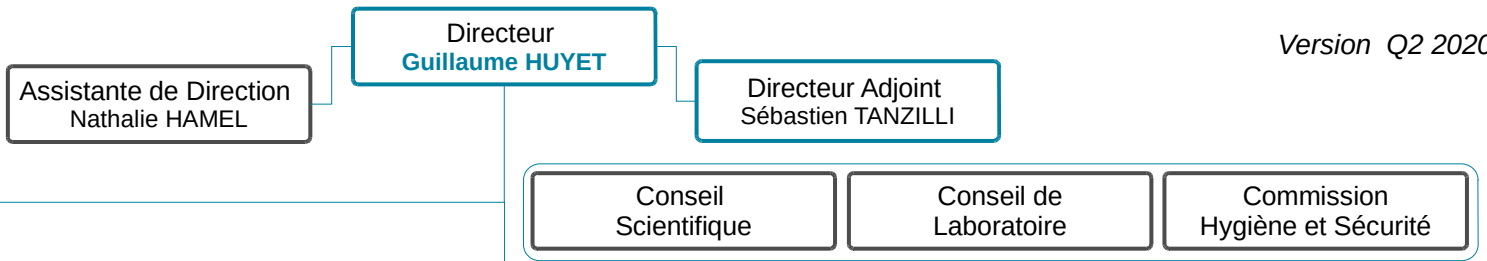 Directeur
Guillaume HUYET
Version Q2 2020
Assistante de Direction
Nathalie HAMEL
Directeur Adjoint
Sébastien TANZILLI
Conseil
Scientifique
Conseil de
Laboratoire
Commission
Hygiène et Sécurité